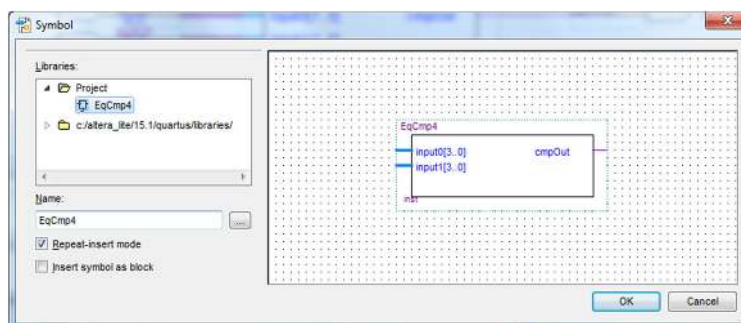 Symbol
Libraries:
Project
EqCmp4
c:/altera_lite/15.1/quartus/libraries/
Name:
EqCmp4
...
Repeat-insert mode
Insert symbol as block
EqCmp4
input0[3..0]
cmpOut
input1[3..0]
inst
OK
Cancel